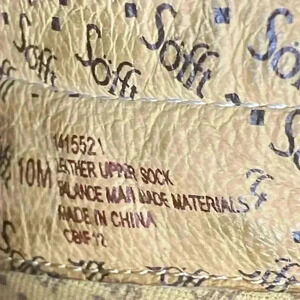 Sofft
Sofft
Sofft
Sofft
1415521
10M LEATHER UPPER SOCK
BALANCE MAN MADE MATERIALS
MADE IN CHINA